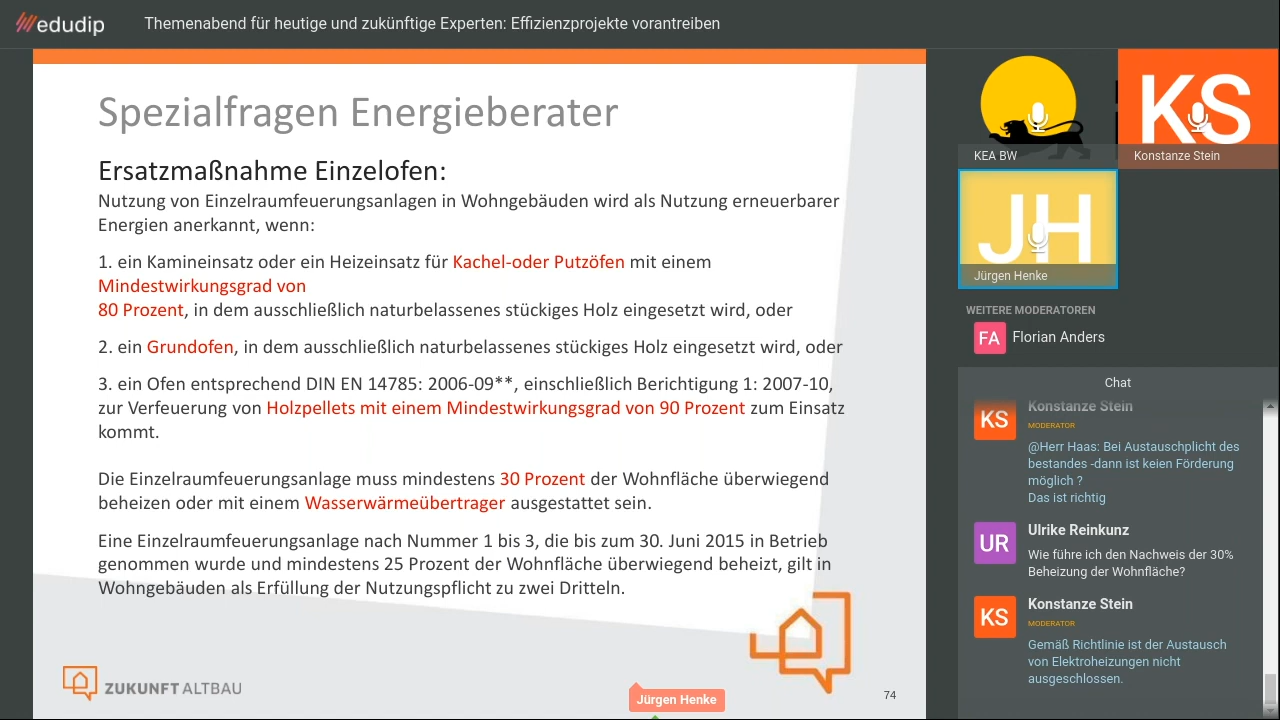 edudip
Themenabend für heutige und zukünftige Experten: Effizienzprojekte vorantreiben
Spezialfragen Energieberater
Ersatzmaßnahme Einzelofen:
Nutzung von Einzelraumfeuerungsanlagen in Wohngebäuden wird als Nutzung erneuerbarer
Energien anerkannt, wenn:
1. ein Kamineinsatz oder ein Heizeinsatz für Kachel-oder Putzöfen mit einem
Mindestwirkungsgrad von
80 Prozent, in dem ausschließlich naturbelassenes stückiges Holz eingesetzt wird, oder
2. ein Grundofen, in dem ausschließlich naturbelassenes stückiges Holz eingesetzt wird, oder
3. ein Ofen entsprechend DIN EN 14785: 2006-09**, einschließlich Berichtigung 1: 2007-10,
zur Verfeuerung von Holzpellets mit einem Mindestwirkungsgrad von 90 Prozent zum Einsatz
kommt.
Die Einzelraumfeuerungsanlage muss mindestens 30 Prozent der Wohnfläche überwiegend
beheizen oder mit einem Wasserwärmeübertrager ausgestattet sein.
Eine Einzelraumfeuerungsanlage nach Nummer 1 bis 3, die bis zum 30. Juni 2015 in Betrieb
genommen wurde und mindestens 25 Prozent der Wohnfläche überwiegend beheizt, gilt in
Wohngebäuden als Erfüllung der Nutzungspflicht zu zwei Dritteln.
ZUKUNFT ALTBAU
Jürgen Henke
74
KEA BW
KS
Konstanze Stein
JH
Jürgen Henke
WEITERE MODERATOREN
FA
Florian Anders
Chat
KS
Konstanze Stein
MODERATOR
@Herr Haas: Bei Austauschplicht des
bestandes -dann ist keien Förderung
möglich ?
Das ist richtig
UR
Ulrike Reinkunz
Wie führe ich den Nachweis der 30%
Beheizung der Wohnfläche?
KS
Konstanze Stein
MODERATOR
Gemäß Richtlinie ist der Austausch
von Elektroheizungen nicht
ausgeschlossen.